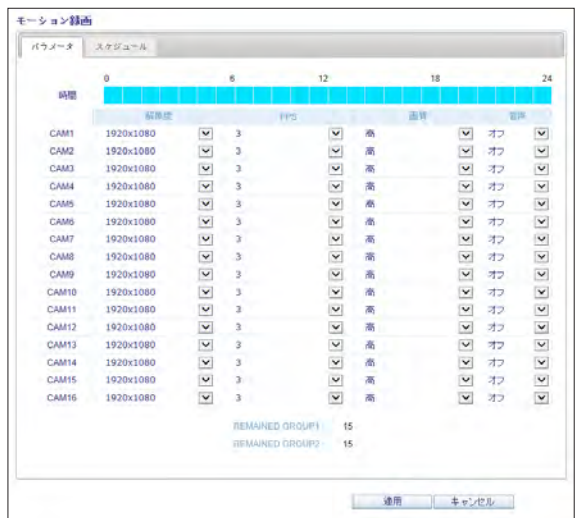 モーション録画
パラメータ スケジュール
0 6 12 18 24
時間
解像度 FPS 画質 音声
CAM1 1920x1080 3 高 オフ
CAM2 1920x1080 3 高 オフ
CAM3 1920x1080 3 高 オフ
CAM4 1920x1080 3 高 オフ
CAM5 1920x1080 3 高 オフ
CAM6 1920x1080 3 高 オフ
CAM7 1920x1080 3 高 オフ
CAM8 1920x1080 3 高 オフ
CAM9 1920x1080 3 高 オフ
CAM10 1920x1080 3 高 オフ
CAM11 1920x1080 3 高 オフ
CAM12 1920x1080 3 高 オフ
CAM13 1920x1080 3 高 オフ
CAM14 1920x1080 3 高 オフ
CAM15 1920x1080 3 高 オフ
CAM16 1920x1080 3 高 オフ
REMAINED GROUP1 : 15
REMAINED GROUP2 : 15
適用 キャンセル